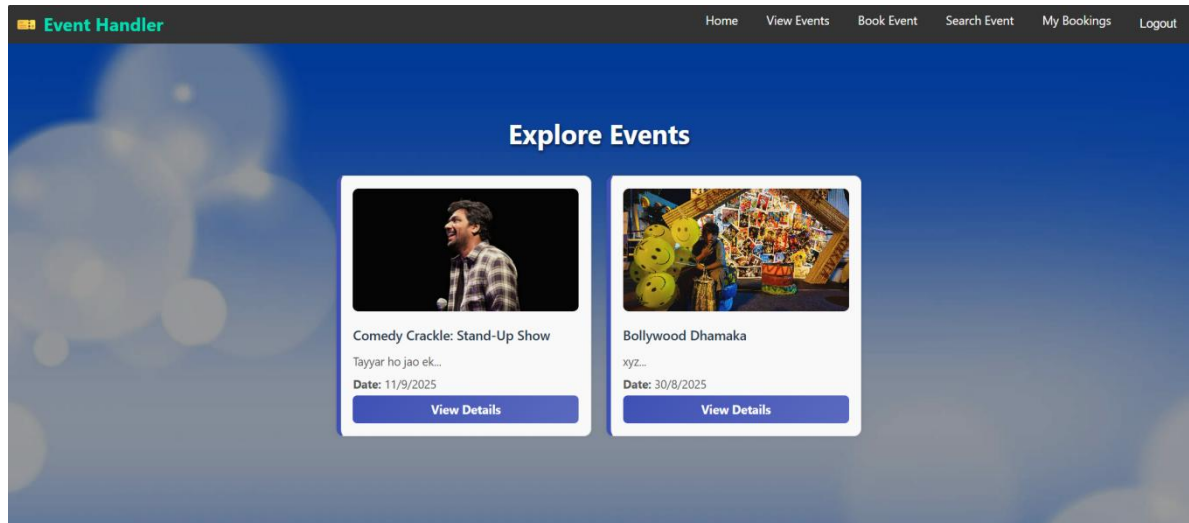 Event Handler
Home View Events Book Event Search Event My Bookings Logout
Explore Events
Comedy Crackle: Stand-Up Show
Tayyar ho jao ek...
Date: 11/9/2025
View Details
Bollywood Dhamaka
xyz...
Date: 30/8/2025
View Details